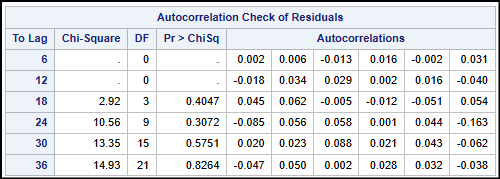 Autocorrelation Check of Residuals
To Lag Chi-Square DF Pr > ChiSq Autocorrelations
6 . 0 . 0.002 0.006 -0.013 0.016 -0.002 0.031
12 . 0 . -0.018 0.034 0.029 0.002 0.016 -0.040
18 2.92 3 0.4047 0.045 0.062 -0.005 -0.012 -0.051 0.054
24 10.56 9 0.3072 -0.085 0.056 0.058 0.001 0.044 -0.163
30 13.35 15 0.5751 0.020 0.023 0.088 0.021 0.043 -0.062
36 14.93 21 0.8264 -0.047 0.050 0.002 0.028 0.032 -0.038